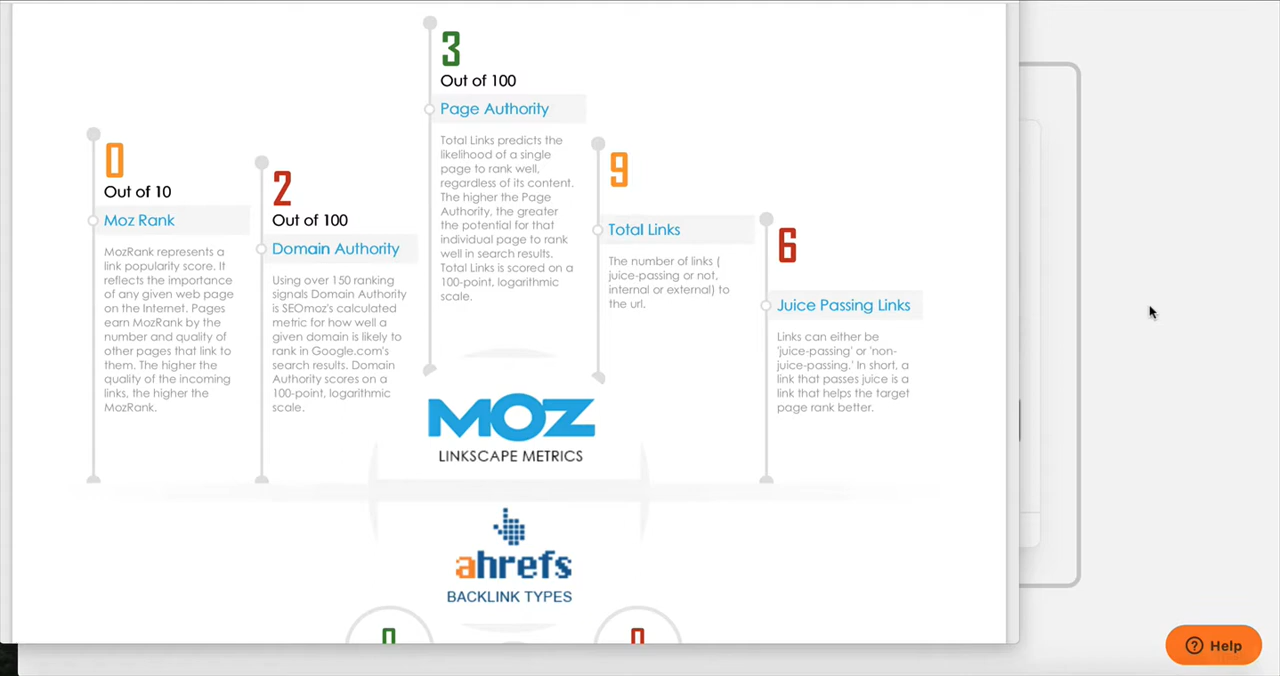 3
Out of 100
Page Authority
Total Links predicts the
likelihood of a single
page to rank well,
regardless of its content.
The higher the Page
Authority, the greater
the potential for that
individual page to rank
well in search results.
Total Links is scored on a
100-point, logarithmic
scale.
0
Out of 10
Moz Rank
MozRank represents a
link popularity score. It
reflects the importance
of any given web page
on the Internet. Pages
earn MozRank by the
number and quality of
other pages that link to
them. The higher the
quality of the incoming
links, the higher the
MozRank.
2
Out of 100
Domain Authority
Using over 150 ranking
signals Domain Authority
is SEOmoz's calculated
metric for how well a
given domain is likely to
rank in Google.com's
search results. Domain
Authority scores on a
100-point, logarithmic
scale.
9
Total Links
The number of links (
juice-passing or not,
internal or external) to
the url.
6
Juice Passing Links
Links can either be
'juice-passing' or 'non-
juice-passing.' In short, a
link that passes juice is a
link that helps the target
page rank better.
MOZ
LINKSCAPE METRICS
ahrefs
BACKLINK TYPES
? Help